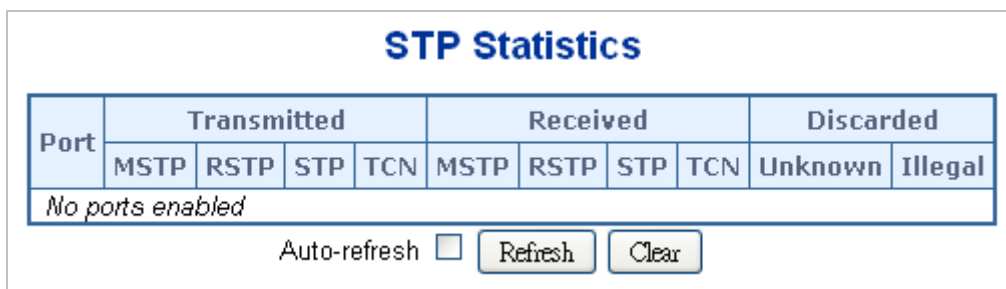 STP Statistics
Port Transmitted Received Discarded
MSTP RSTP STP TCN MSTP RSTP STP TCN Unknown Illegal
No ports enabled
Auto-refresh Refresh Clear